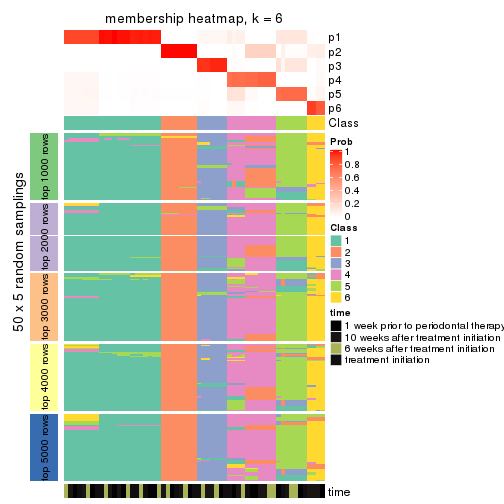 membership heatmap, k = 6
p1
p2
p3
p4
p5
p6
Class
50 x 5 random samplings
top 1000 rows
top 2000 rows
top 3000 rows
top 4000 rows
top 5000 rows
Prob
1
0.8
0.6
0.4
0.2
0
Class
1
2
3
4
5
6
time
1 week prior to periodontal therapy
10 weeks after treatment initiation
6 weeks after treatment initiation
treatment initiation
time